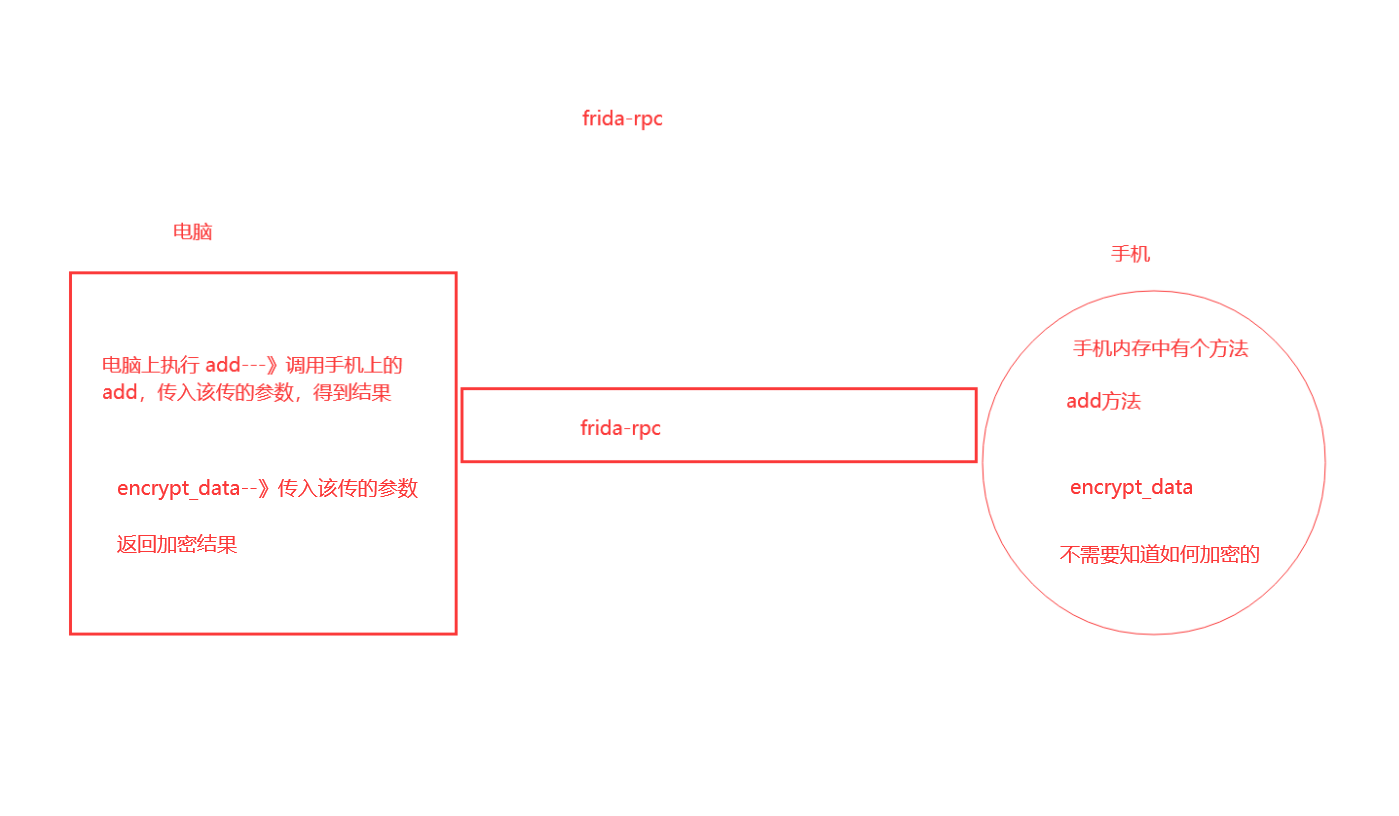 frida-rpc
电脑
手机
电脑上执行 add---》调用手机上的
add，传入该传的参数，得到结果
encrypt_data--》传入该传的参数
返回加密结果
frida-rpc
手机内存中有个方法
add方法
encrypt_data
不需要知道如何加密的